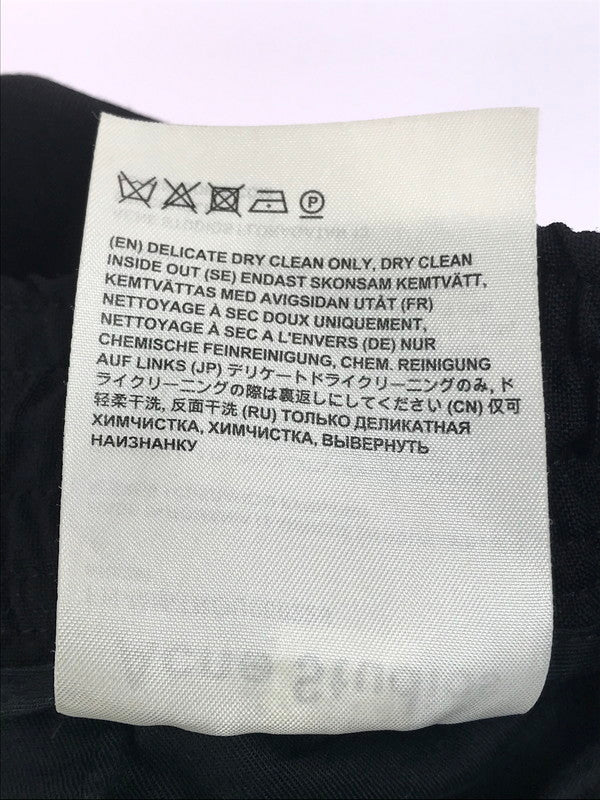 P
(EN) DELICATE DRY CLEAN ONLY, DRY CLEAN
INSIDE OUT (SE) ENDAST SKONSAM KEMTVÄTT,
KEMTVÄTTAS MED AVIGSIDAN UTÅT (FR)
NETTOYAGE À SEC DOUX UNIQUEMENT,
NETTOYAGE À SEC A L'ENVERS (DE) NUR
CHEMISCHE FEINREINIGUNG, CHEM. REINIGUNG
AUF LINKS (JP) デリケートドライクリーニングのみ, ド
ライクリーニングの際は裏返しにしてください (CN) 仅可
轻柔干洗, 反面干洗 (RU) ТОЛЬКО ДЕЛИКАТНАЯ
ХИМЧИСТКА, ХИМЧИСТКА, ВЫВЕРНУТЬ
НАИЗНАНКУ